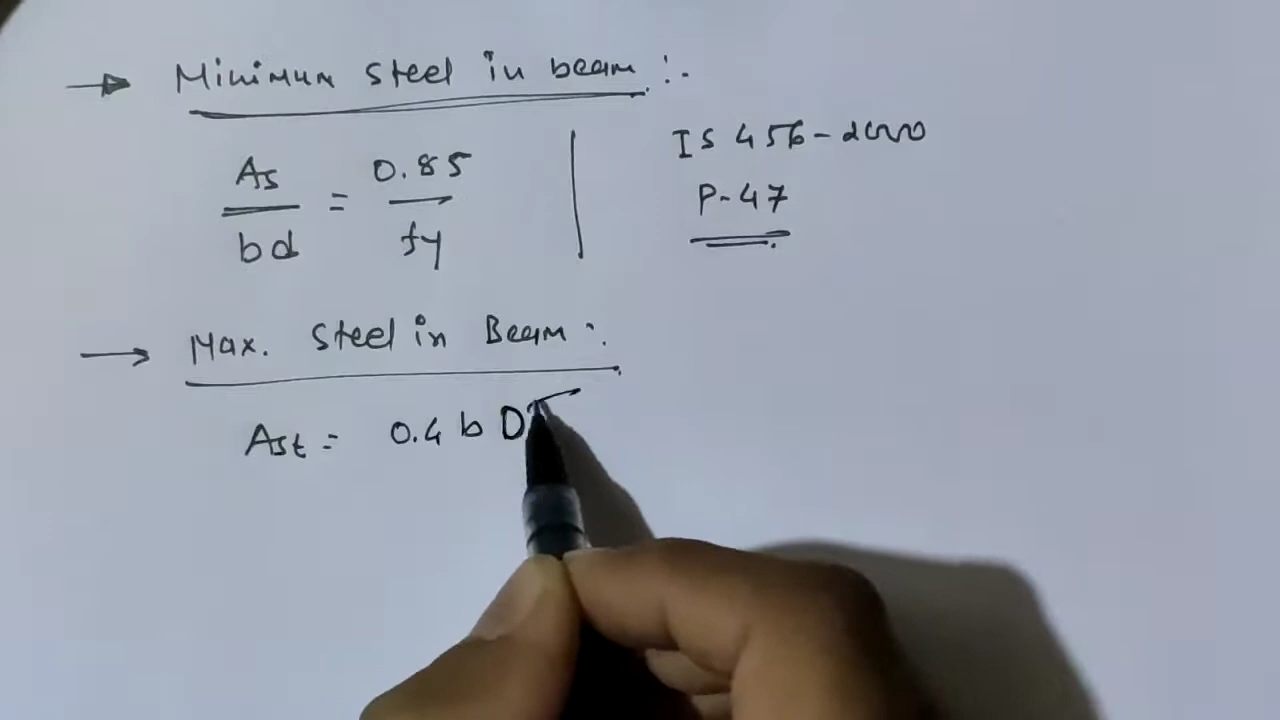 → Minimum steel in beam :-
As / bd = 0.85 / fy
IS 456-2000
P-47
→ Max. Steel in Beam :
Ast = 0.4 b D